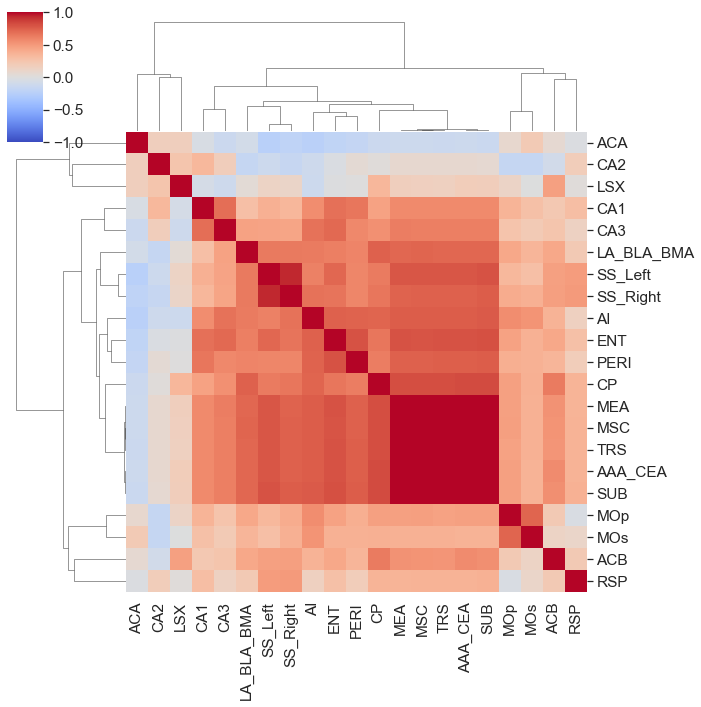 1.0
0.5
0.0
−0.5
−1.0
ACA
CA2
LSX
CA1
CA3
LA_BLA_BMA
SS_Left
SS_Right
AI
ENT
PERI
CP
MEA
MSC
TRS
AAA_CEA
SUB
MOp
MOs
ACB
RSP
ACA
CA2
LSX
CA1
CA3
LA_BLA_BMA
SS_Left
SS_Right
AI
ENT
PERI
CP
MEA
MSC
TRS
AAA_CEA
SUB
MOp
MOs
ACB
RSP